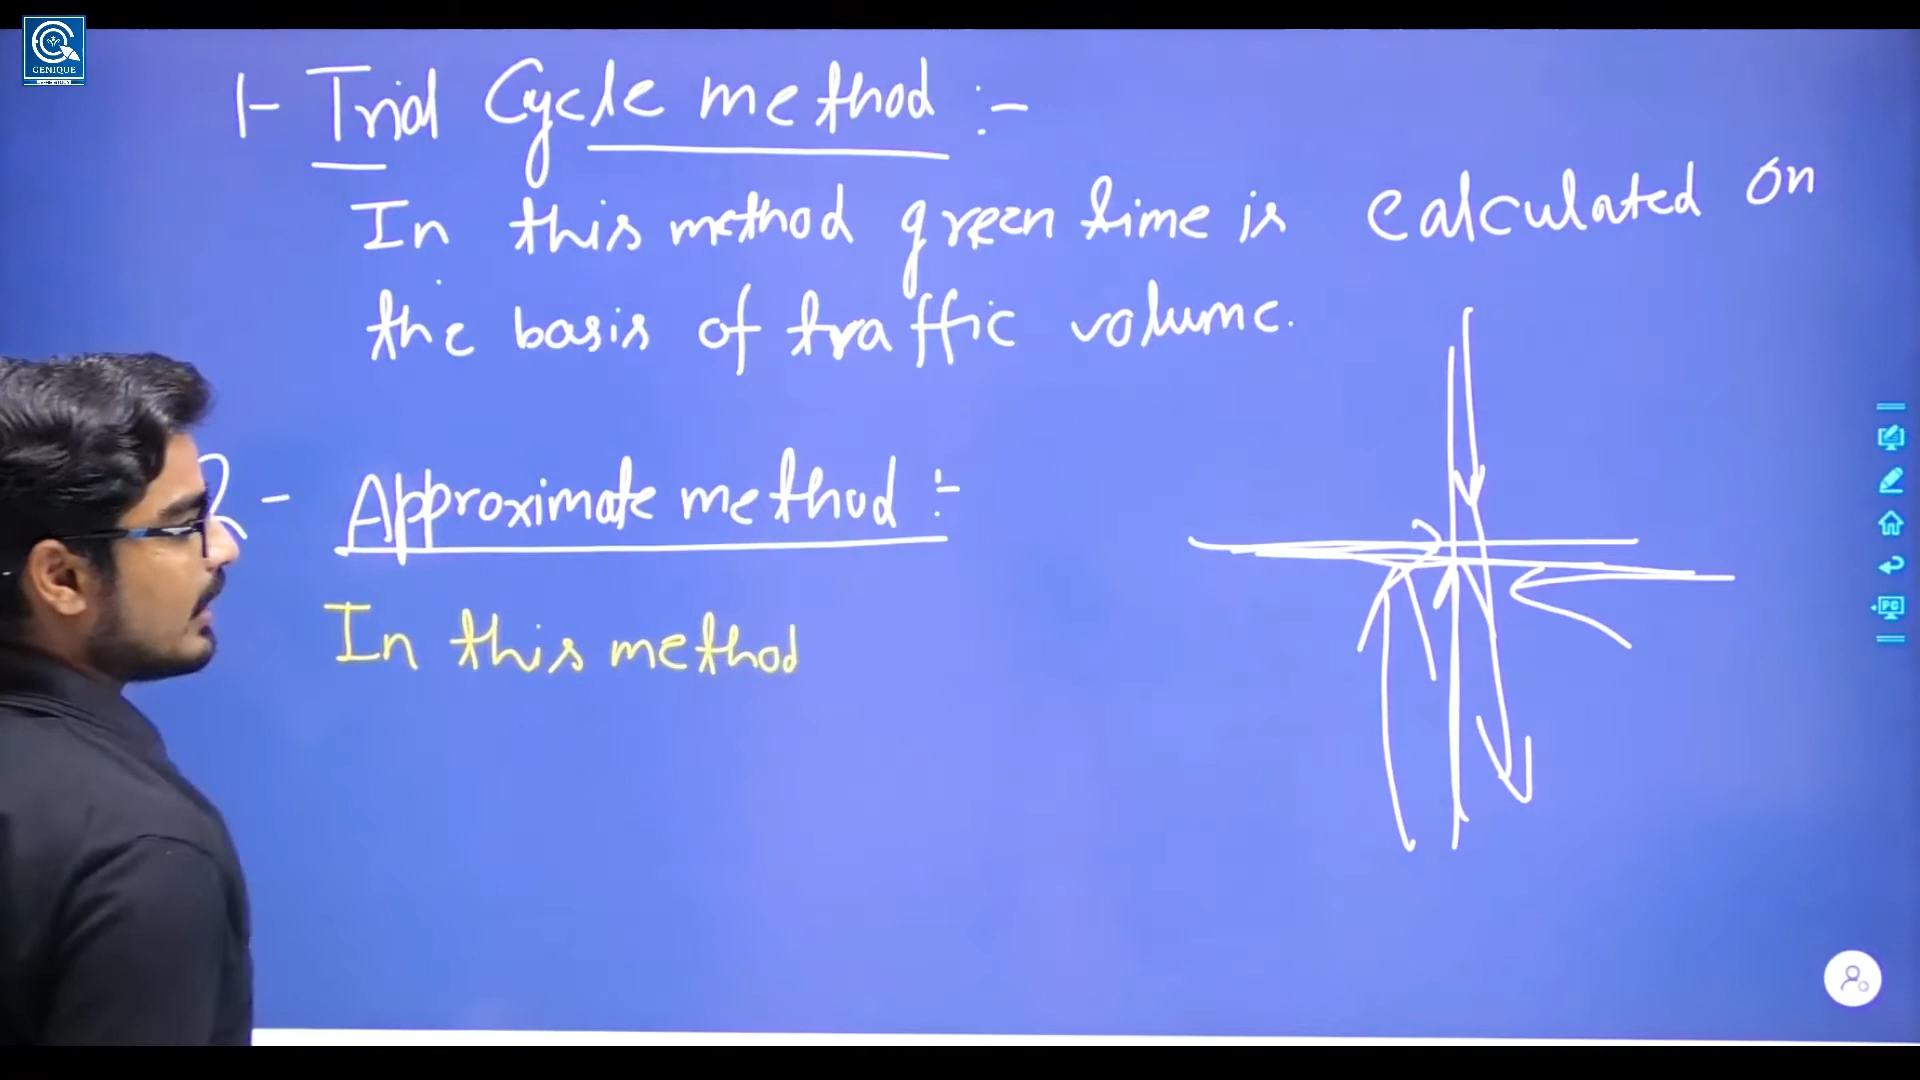 GENIQUE
1- Trial Cycle method :-
In this method green time is calculated on
the basis of traffic volume.
2- Approximate method :-
In this method
PC